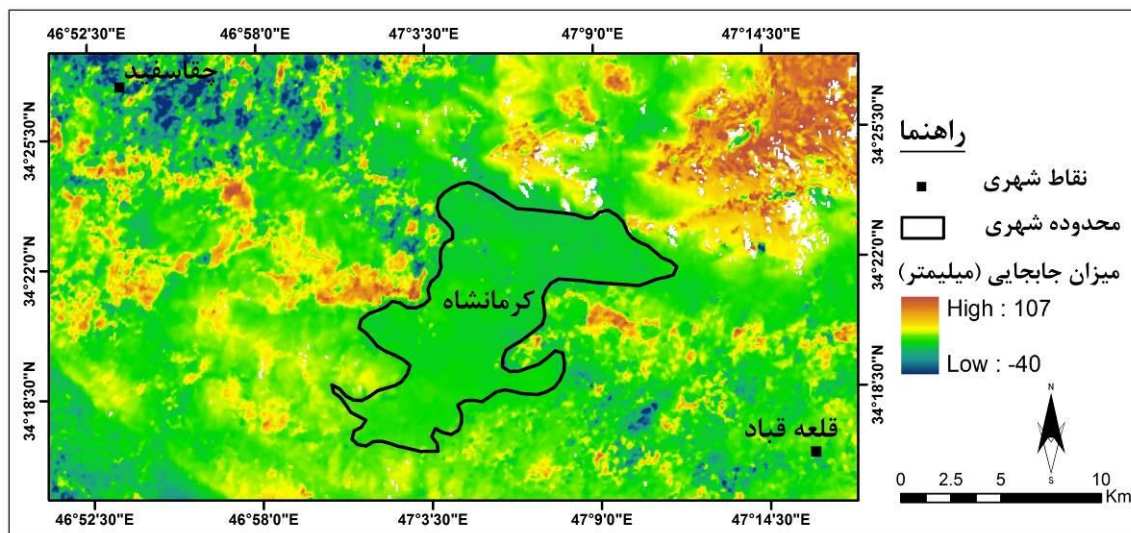 46°52'30"E 46°58'0"E 47°3'30"E 47°9'0"E 47°14'30"E
چقاسفید
34°25'30"N 34°25'30"N
34°22'0"N 34°22'0"N
کرمانشاه
34°18'30"N 34°18'30"N
قلعه قباد
46°52'30"E 46°58'0"E 47°3'30"E 47°9'0"E 47°14'30"E
راهنما
نقاط شهری
محدوده شهری
میزان جابجایی (میلیمتر)
High : 107
Low : -40
N
S
0 2.5 5 10
Km